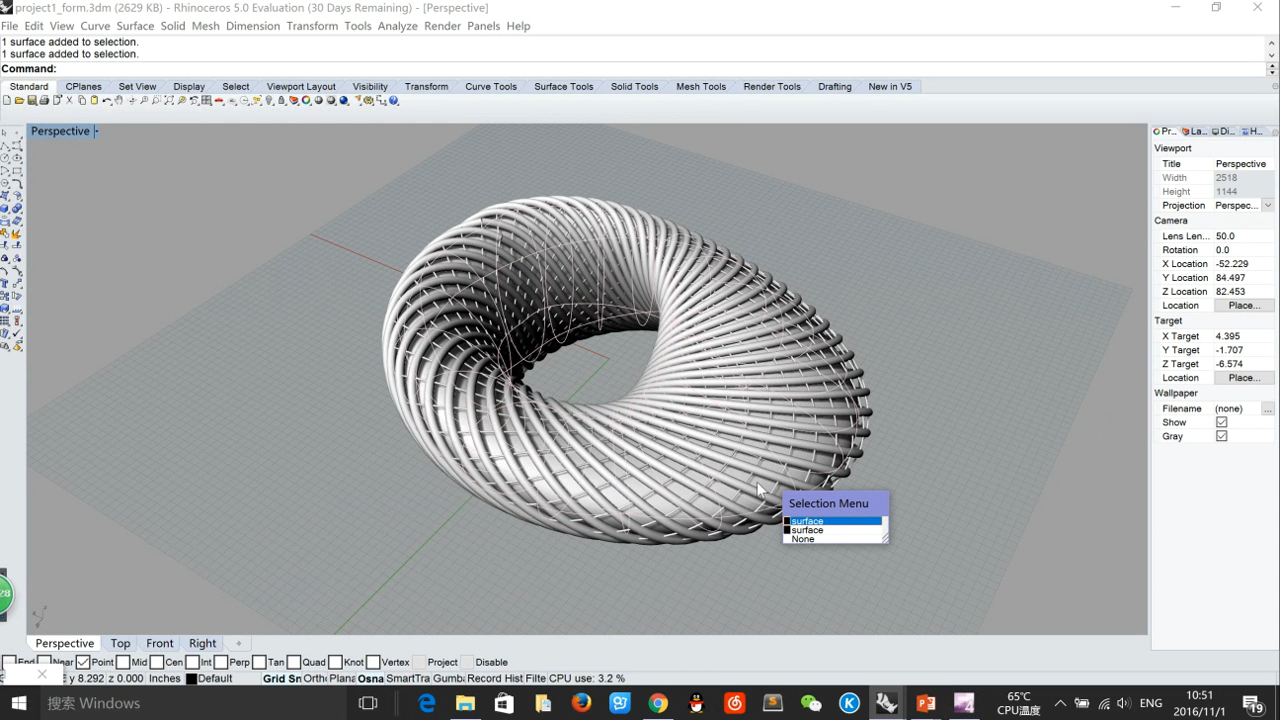 project1_form.3dm (2629 KB) - Rhinoceros 5.0 Evaluation (30 Days Remaining) - [Perspective]
File Edit View Curve Surface Solid Mesh Dimension Transform Tools Analyze Render Panels Help
1 surface added to selection.
1 surface added to selection.
Command:
Standard CPlanes Set View Display Select Viewport Layout Visibility Transform Curve Tools Surface Tools Solid Tools Mesh Tools Render Tools Drafting New in V5
Perspective
Pr... La... Di... H...
Viewport
Title Perspective
Width 2518
Height 1144
Projection Perspec...
Camera
Lens Len... 50.0
Rotation 0.0
X Location -52.229
Y Location 84.497
Z Location 82.453
Location Place...
Target
X Target 4.395
Y Target -1.707
Z Target -6.574
Location Place...
Wallpaper
Filename (none) ...
Show
Gray
Selection Menu
surface
surface
None
28
Perspective Top Front Right
End Near Point Mid Cen Int Perp Tan Quad Knot Vertex Project Disable
y 8.292 z 0.000 Inches Default Grid Sn Orth Plana Osna SmartTra Gumba Record Hist Filte CPU use: 3.2 %
搜索 Windows
65℃
CPU温度
ENG
10:51
2016/11/1
19